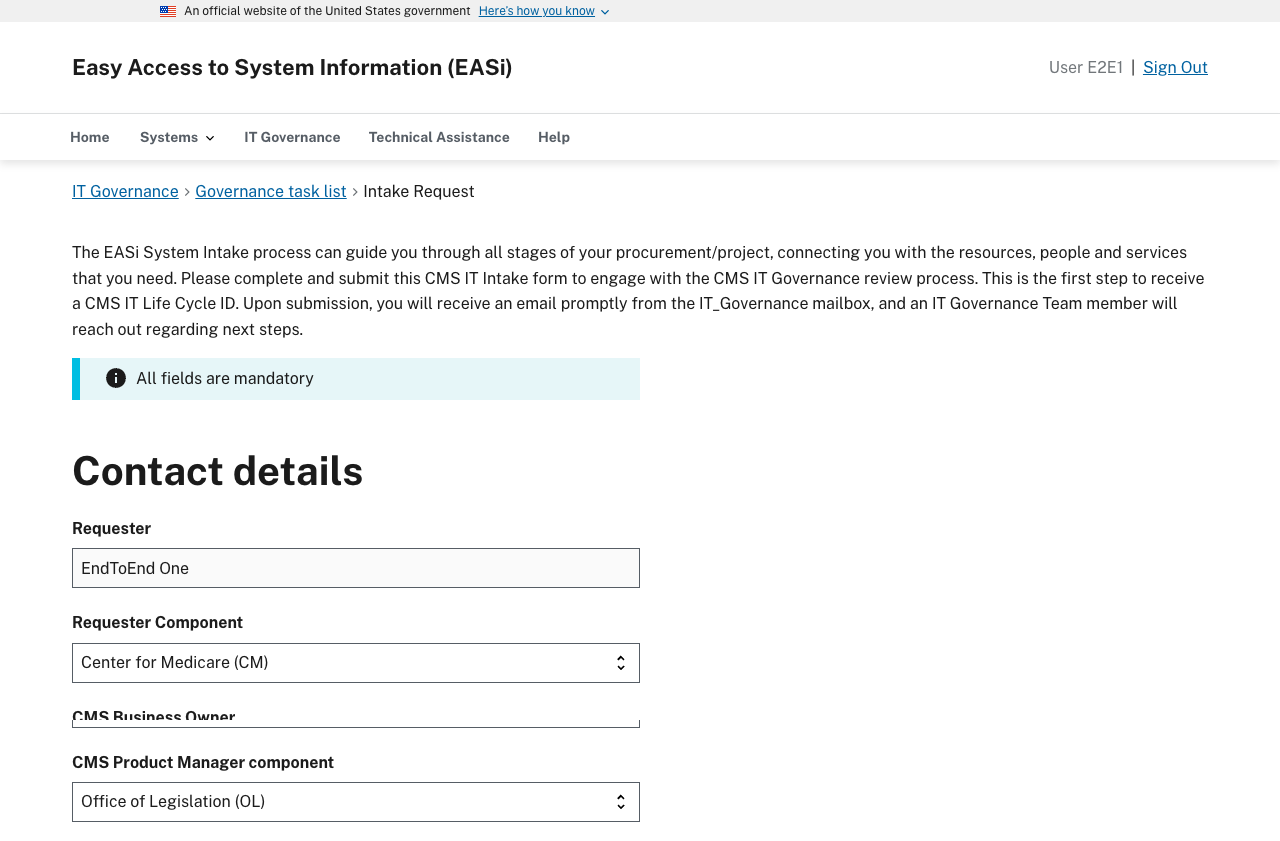 An official website of the United States government Here's how you know
Easy Access to System Information (EASi)
User E2E1 | Sign Out
Home Systems IT Governance Technical Assistance Help
IT Governance > Governance task list > Intake Request
The EASi System Intake process can guide you through all stages of your procurement/project, connecting you with the resources, people and services
that you need. Please complete and submit this CMS IT Intake form to engage with the CMS IT Governance review process. This is the first step to receive
a CMS IT Life Cycle ID. Upon submission, you will receive an email promptly from the IT_Governance mailbox, and an IT Governance Team member will
reach out regarding next steps.
All fields are mandatory
Contact details
Requester
EndToEnd One
Requester Component
Center for Medicare (CM)
CMS Business Owner
CMS Product Manager component
Office of Legislation (OL)